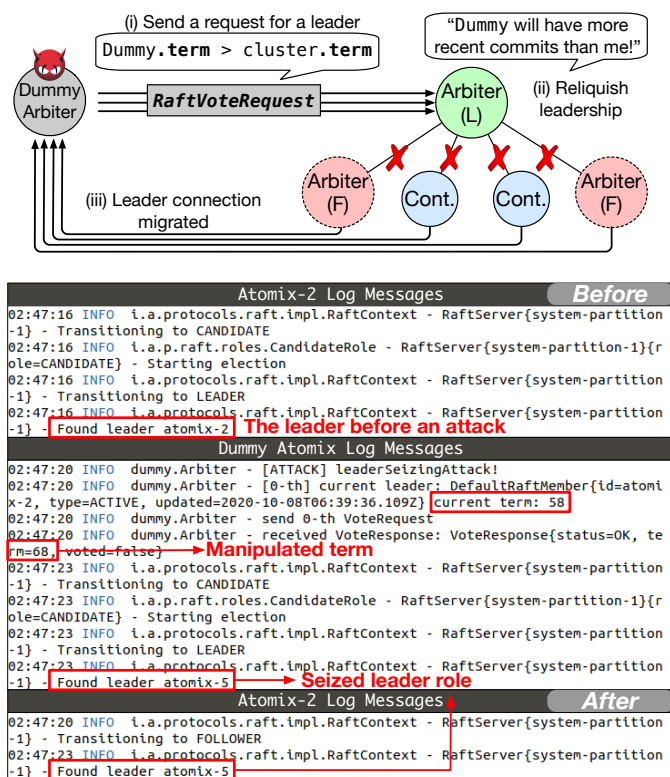 (i) Send a request for a leader
Dummy.term > cluster.term
"Dummy will have more
recent commits than me!"
Dummy
Arbiter
RaftVoteRequest
Arbiter
(L)
(ii) Reliquish
leadership
(iii) Leader connection
migrated
Arbiter
(F)
Cont.
Cont.
Arbiter
(F)
Atomix-2 Log Messages
Before
02:47:16 INFO i.a.protocols.raft.impl.RaftContext - RaftServer{system-partition
-1} - Transitioning to CANDIDATE
02:47:16 INFO i.a.p.raft.roles.CandidateRole - RaftServer{system-partition-1}{r
ole=CANDIDATE} - Starting election
02:47:16 INFO i.a.protocols.raft.impl.RaftContext - RaftServer{system-partition
-1} - Transitioning to LEADER
02:47:16 INFO i.a.protocols.raft.impl.RaftContext - RaftServer{system-partition
-1} - Found leader atomix-2 The leader before an attack
Dummy Atomix Log Messages
02:47:20 INFO dummy.Arbiter - [ATTACK] leaderSeizingAttack!
02:47:20 INFO dummy.Arbiter - [0-th] current leader: DefaultRaftMember{id=atomi
x-2, type=ACTIVE, updated=2020-10-08T06:39:36.109Z} current term: 58
02:47:20 INFO dummy.Arbiter - send 0-th VoteRequest
02:47:20 INFO dummy.Arbiter - received VoteResponse: VoteResponse{status=OK, te
rm=68, voted=false} Manipulated term
02:47:23 INFO i.a.protocols.raft.impl.RaftContext - RaftServer{system-partition
-1} - Transitioning to CANDIDATE
02:47:23 INFO i.a.p.raft.roles.CandidateRole - RaftServer{system-partition-1}{r
ole=CANDIDATE} - Starting election
02:47:23 INFO i.a.protocols.raft.impl.RaftContext - RaftServer{system-partition
-1} - Transitioning to LEADER
02:47:23 INFO i.a.protocols.raft.impl.RaftContext - RaftServer{system-partition
-1} - Found leader atomix-5 Seized leader role
Atomix-2 Log Messages
After
02:47:20 INFO i.a.protocols.raft.impl.RaftContext - RaftServer{system-partition
-1} - Transitioning to FOLLOWER
02:47:23 INFO i.a.protocols.raft.impl.RaftContext - RaftServer{system-partition
-1} - Found leader atomix-5